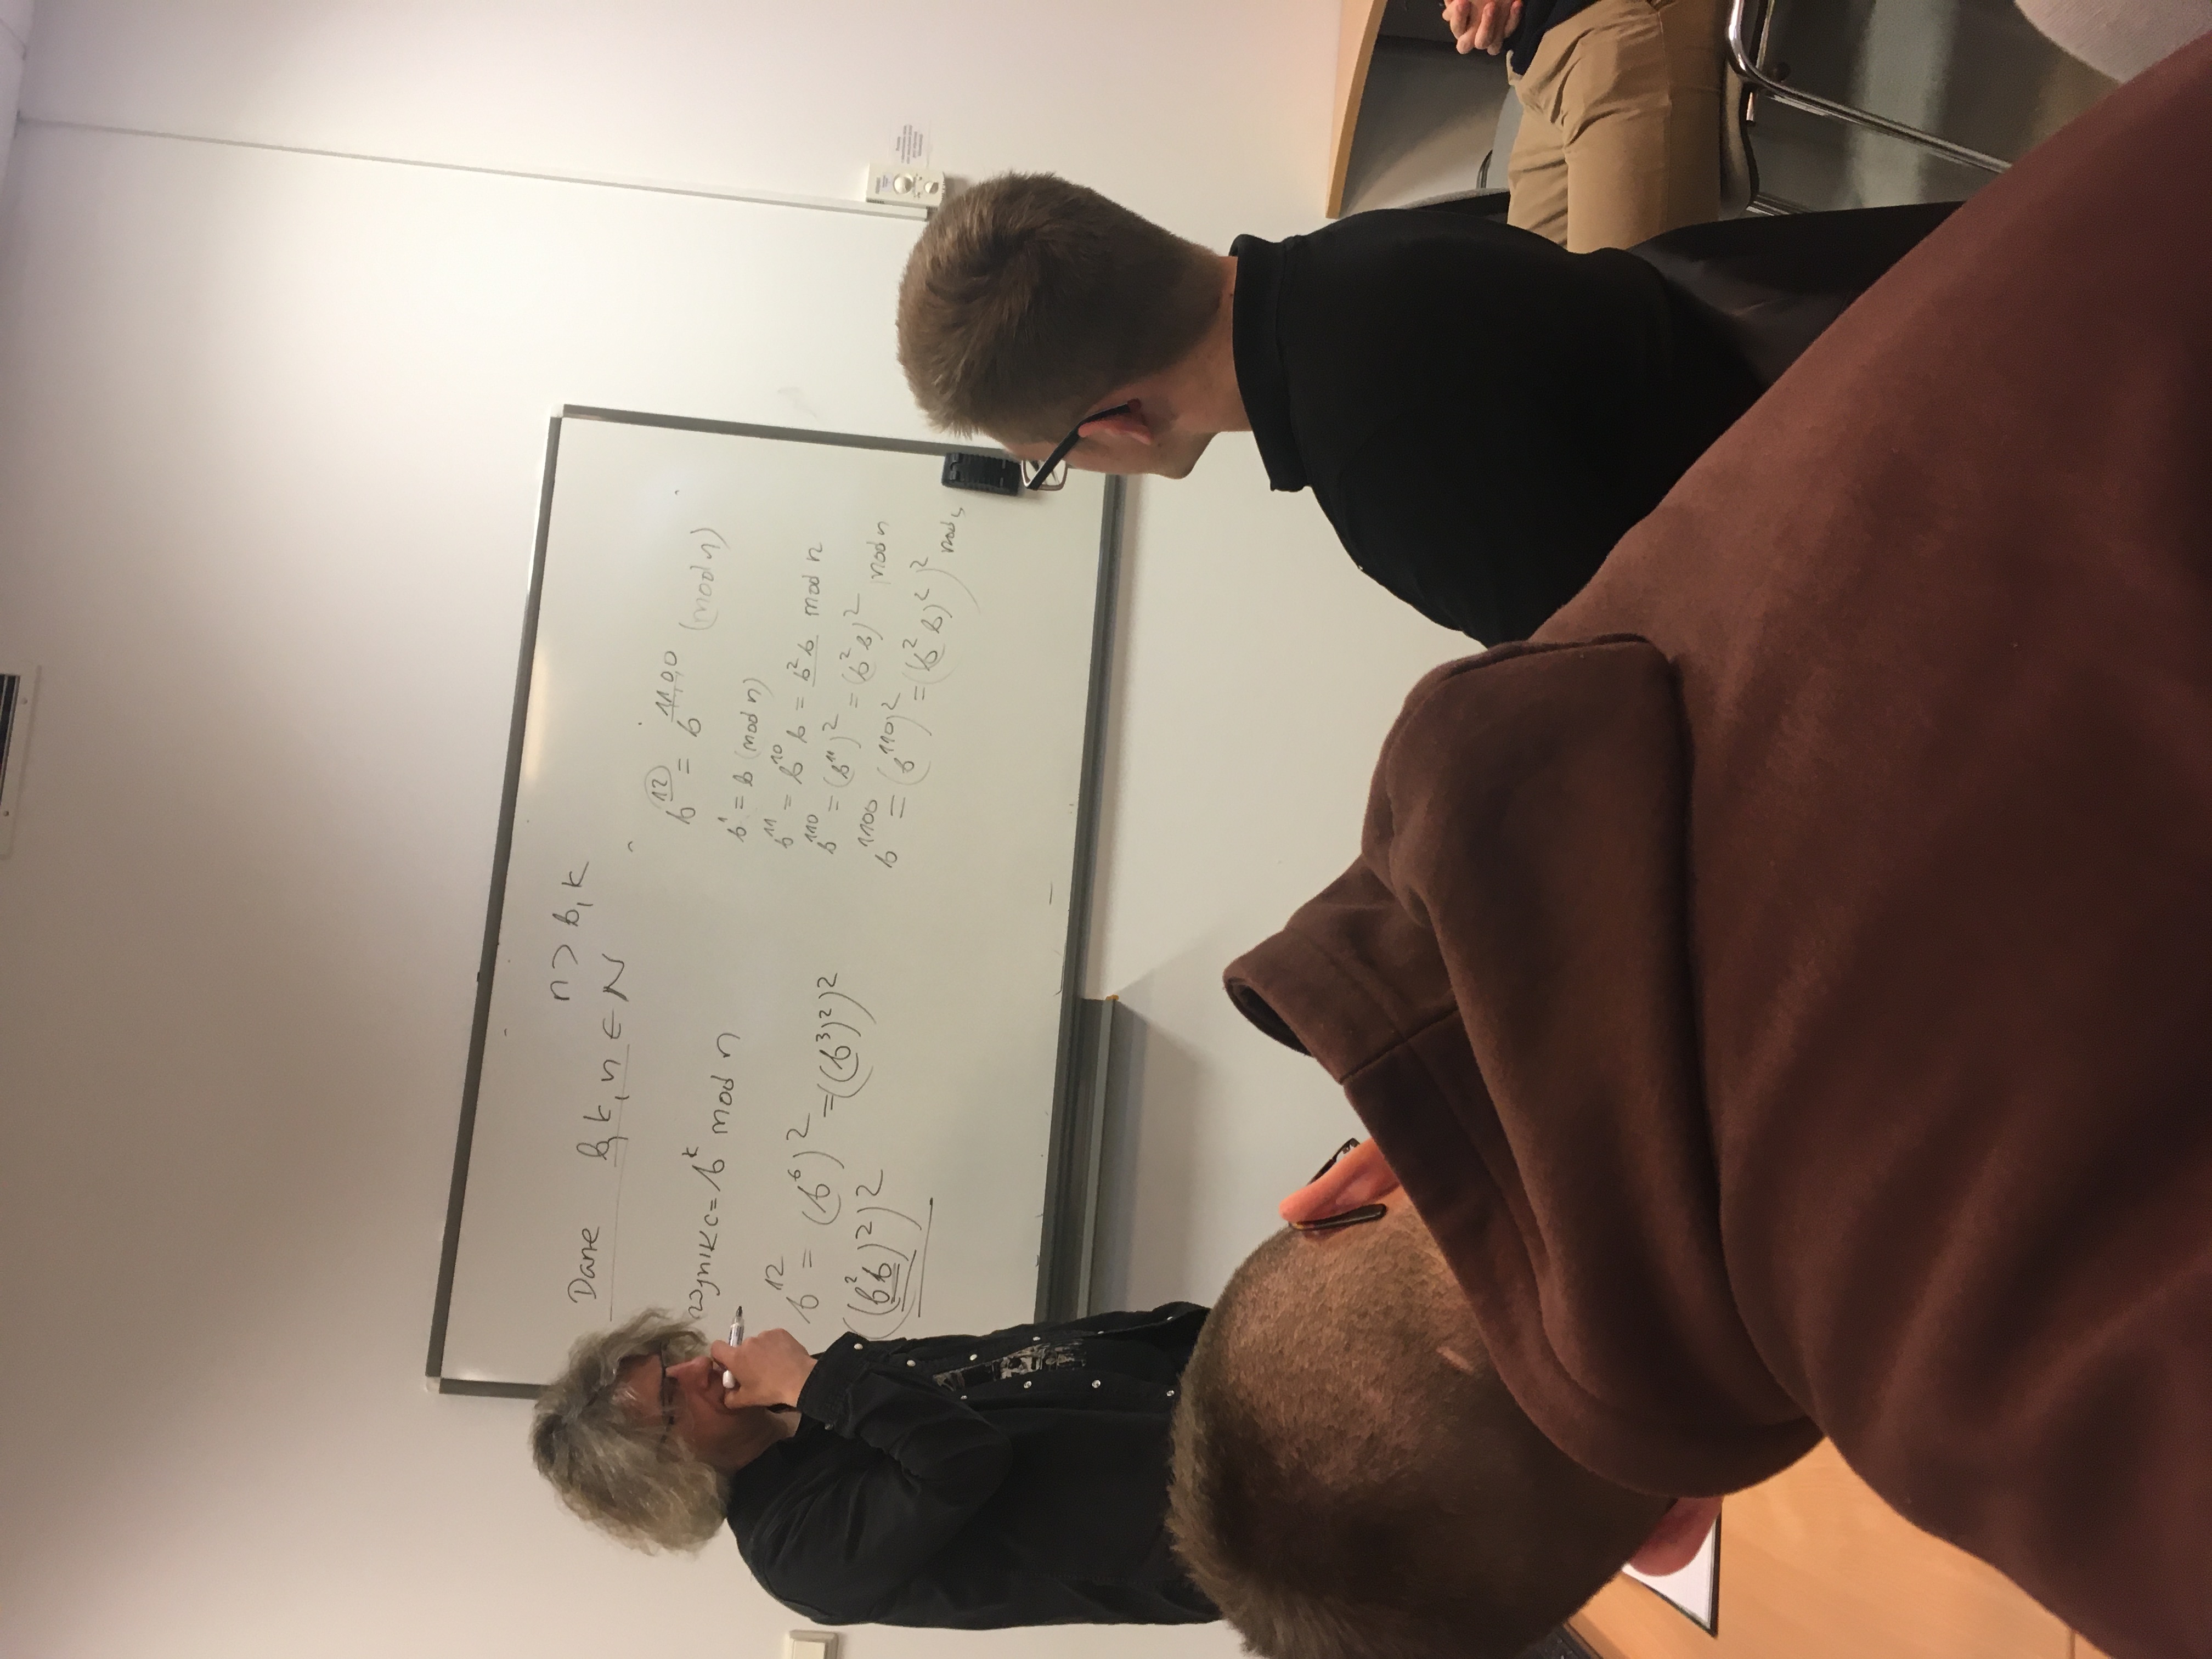 n > b, k
Dane b, k, n ∈ N
wynik c = b^k mod n
b^12 = (b^6)^2 = ((b^3)^2)^2
((b^2 b)^2)^2
b^12 = b^1100 (mod n)
b^1 = b (mod n)
b^11 = b^10 b = b^2 b mod n
b^110 = (b^11)^2 = (b^2 b)^2 mod n
b^1100 = (b^110)^2 = ((b^2 b)^2)^2 mod n